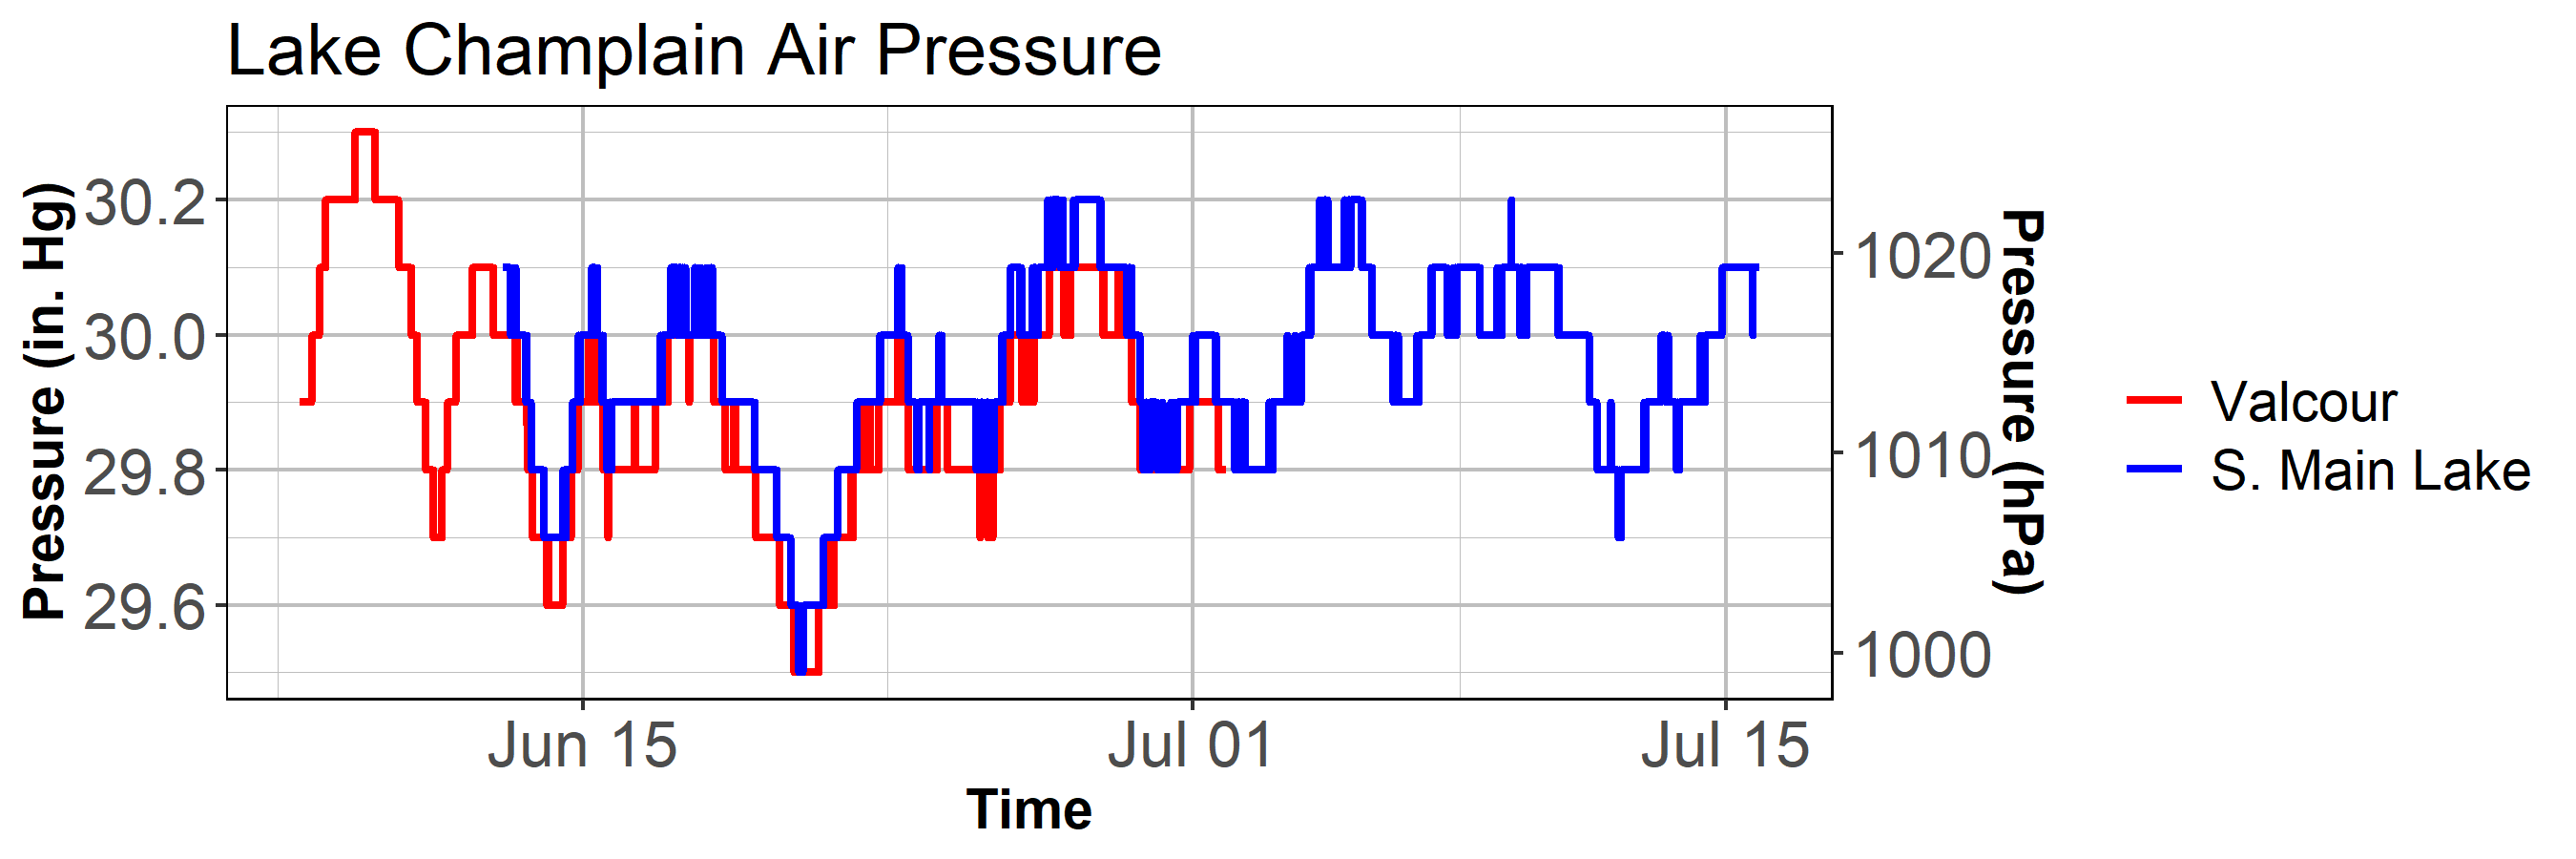 Lake Champlain Air Pressure
Pressure (in. Hg)
30.2
30.0
29.8
29.6
1020
1010
1000
Pressure (hPa)
Jun 15
Jul 01
Jul 15
Time
Valcour
S. Main Lake